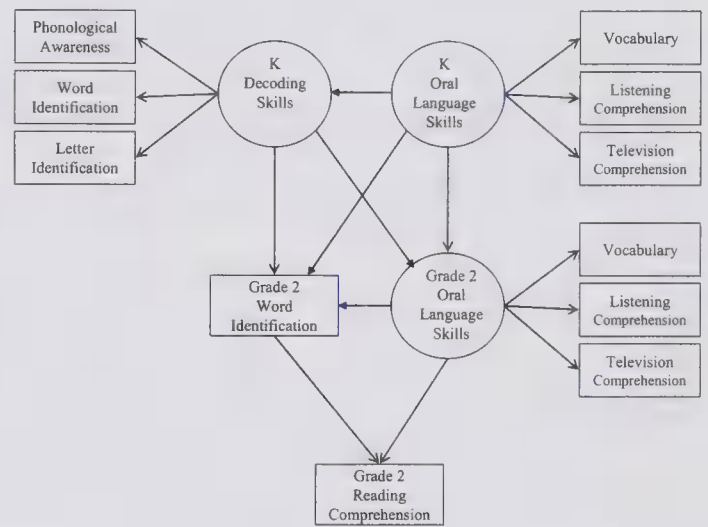 Phonological
Awareness
Word
Identification
Letter
Identification
K
Decoding
Skills
K
Oral
Language
Skills
Vocabulary
Listening
Comprehension
Television
Comprehension
Grade 2
Word
Identification
Grade 2
Oral
Language
Skills
Vocabulary
Listening
Comprehension
Television
Comprehension
Grade 2
Reading
Comprehension